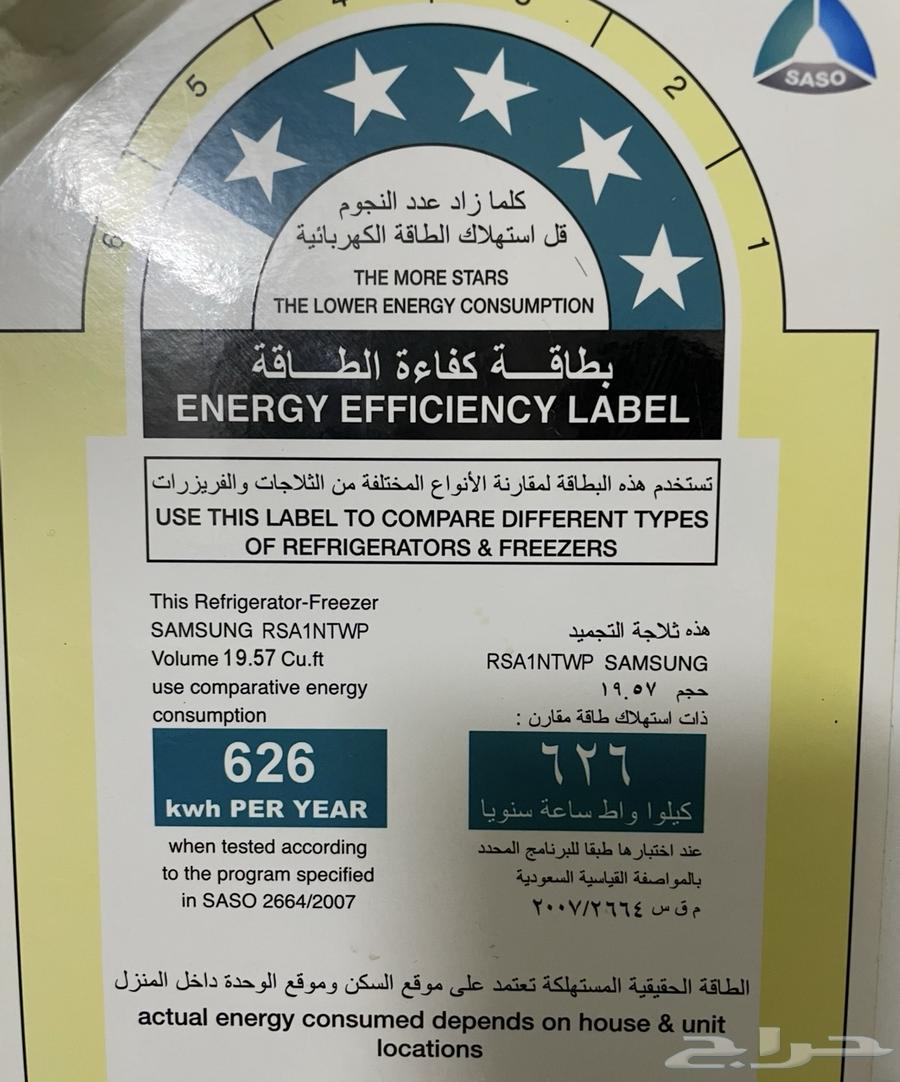 SASO
1
2
5
6
كلما زاد عدد النجوم
قل استهلاك الطاقة الكهربائية
THE MORE STARS
THE LOWER ENERGY CONSUMPTION
بطاقة كفاءة الطاقة
ENERGY EFFICIENCY LABEL
تستخدم هذه البطاقة لمقارنة الأنواع المختلفة من الثلاجات والفريزرات
USE THIS LABEL TO COMPARE DIFFERENT TYPES
OF REFRIGERATORS & FREEZERS
This Refrigerator-Freezer
SAMSUNG RSA1NTWP
Volume 19.57 Cu.ft
use comparative energy
consumption
626
kwh PER YEAR
when tested according
to the program specified
in SASO 2664/2007
هذه ثلاجة التجميد
RSA1NTWP SAMSUNG
حجم ١٩.٥٧
ذات استهلاك طاقة مقارن :
٦٢٦
كيلوا واط ساعة سنويا
عند اختبارها طبقا للبرنامج المحدد
بالمواصفة القياسية السعودية
م ق س ٢٠٠٧/٢٦٦٤
الطاقة الحقيقية المستهلكة تعتمد على موقع السكن وموقع الوحدة داخل المنزل
actual energy consumed depends on house & unit
locations
حراج